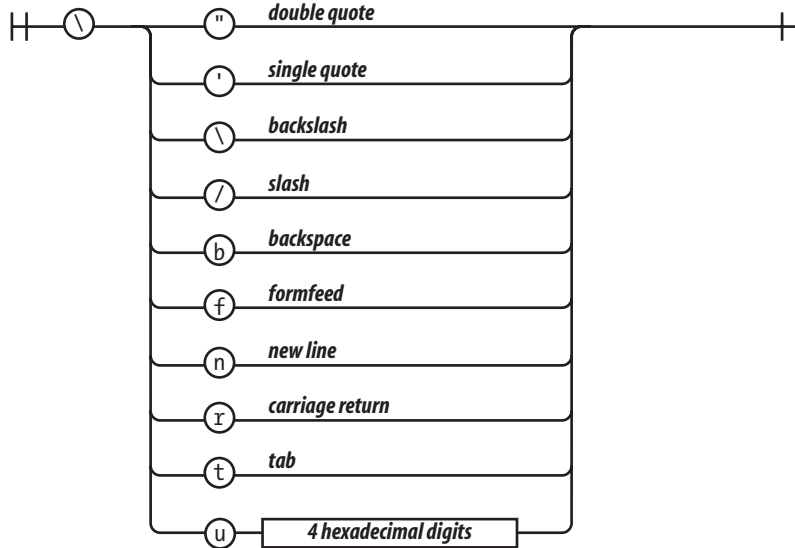 \ " double quote
' single quote
\ backslash
/ slash
b backspace
f formfeed
n new line
r carriage return
t tab
u 4 hexadecimal digits